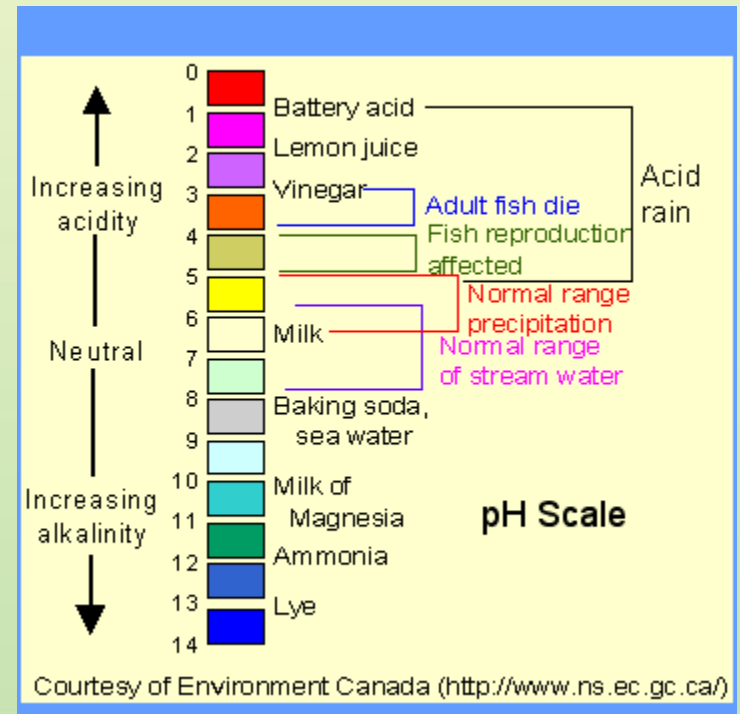 0
1
Battery acid
2
Lemon juice
Increasing
acidity
3
Vinegar
Adult fish die
Acid
rain
4
Fish reproduction
affected
5
Normal range
precipitation
6
Milk
Neutral
7
Normal range
of stream water
8
Baking soda,
sea water
9
10
Milk of
Magnesia
Increasing
alkalinity
11
pH Scale
12
Ammonia
13
Lye
14
Courtesy of Environment Canada (http://www.ns.ec.gc.ca/)